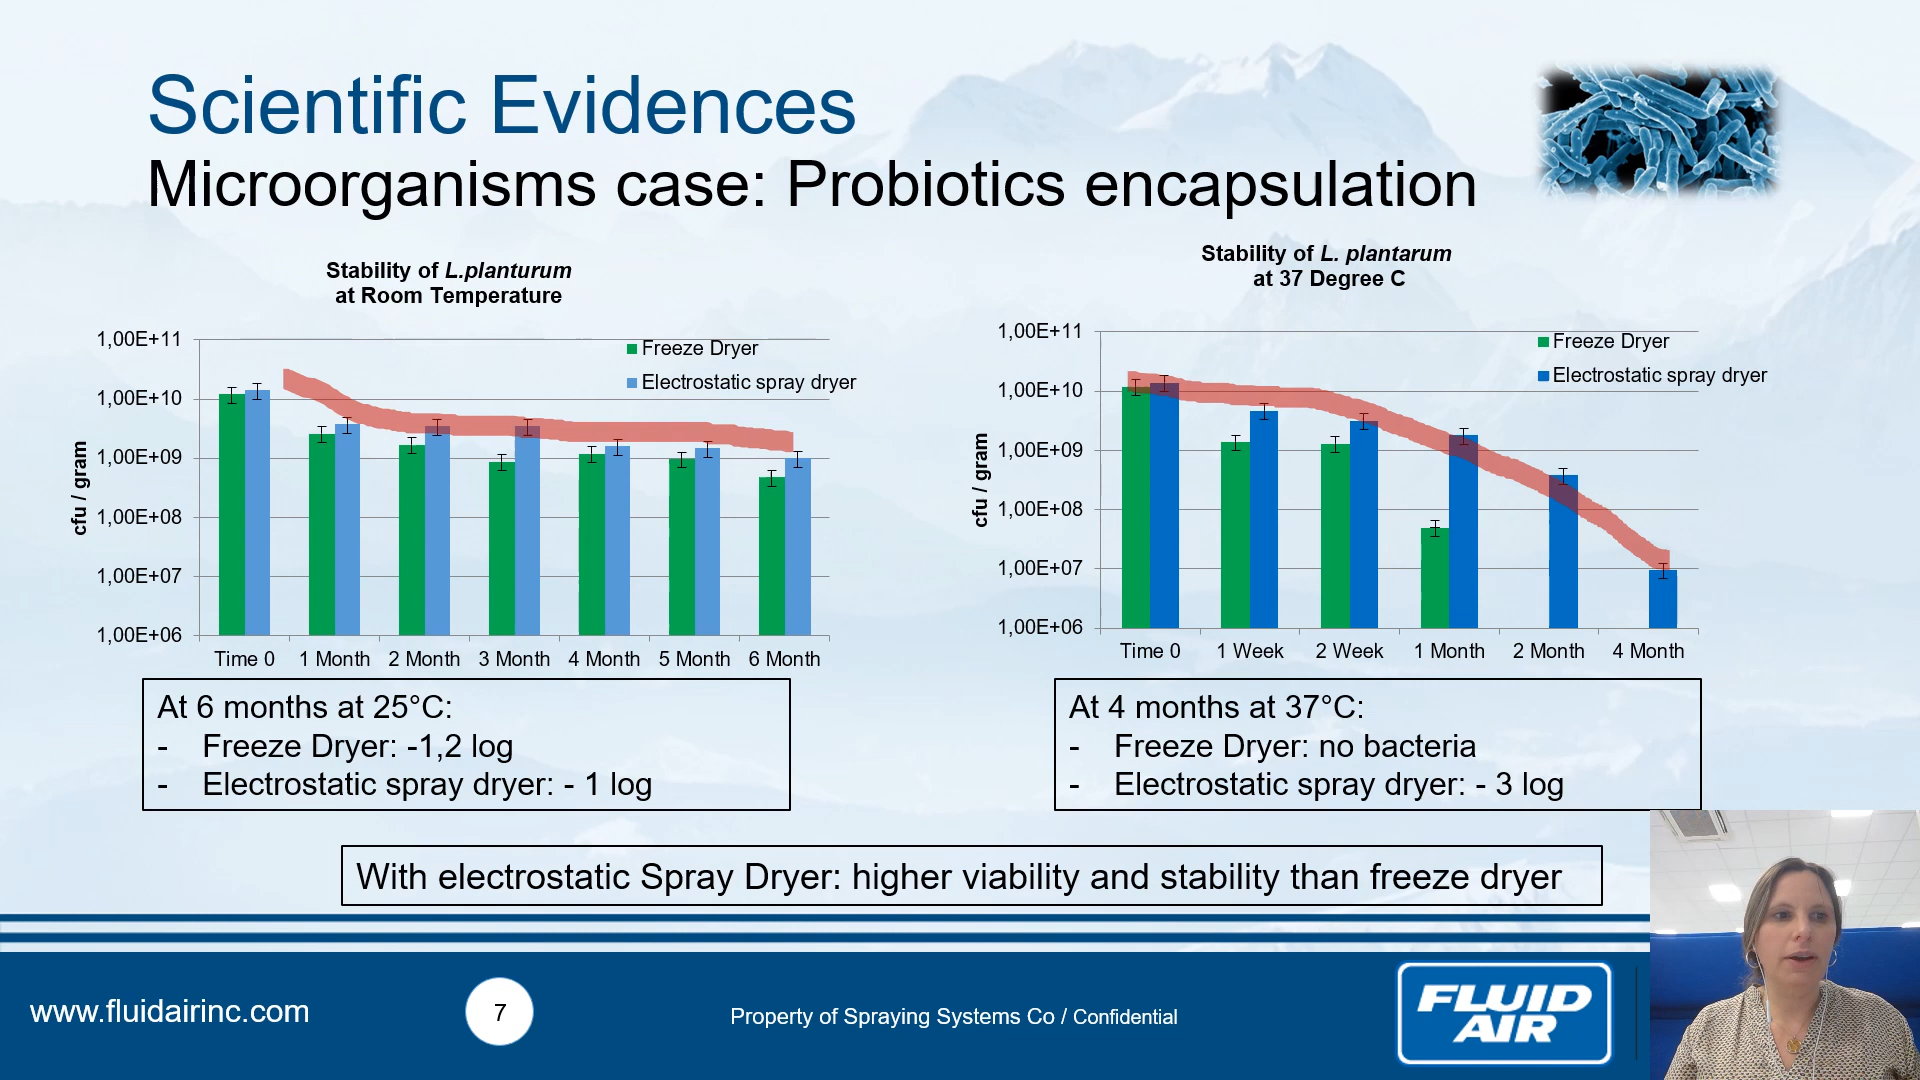 Scientific Evidences
Microorganisms case: Probiotics encapsulation
Stability of L.planturum
at Room Temperature
1,00E+11
1,00E+10
1,00E+09
1,00E+08
1,00E+07
1,00E+06
cfu / gram
Freeze Dryer
Electrostatic spray dryer
Time 0 1 Month 2 Month 3 Month 4 Month 5 Month 6 Month
Stability of L. plantarum
at 37 Degree C
1,00E+11
1,00E+10
1,00E+09
1,00E+08
1,00E+07
1,00E+06
cfu / gram
Freeze Dryer
Electrostatic spray dryer
Time 0 1 Week 2 Week 1 Month 2 Month 4 Month
At 6 months at 25°C:
- Freeze Dryer: -1,2 log
- Electrostatic spray dryer: - 1 log
At 4 months at 37°C:
- Freeze Dryer: no bacteria
- Electrostatic spray dryer: - 3 log
With electrostatic Spray Dryer: higher viability and stability than freeze dryer
www.fluidairinc.com
7
Property of Spraying Systems Co / Confidential
FLUID
AIR